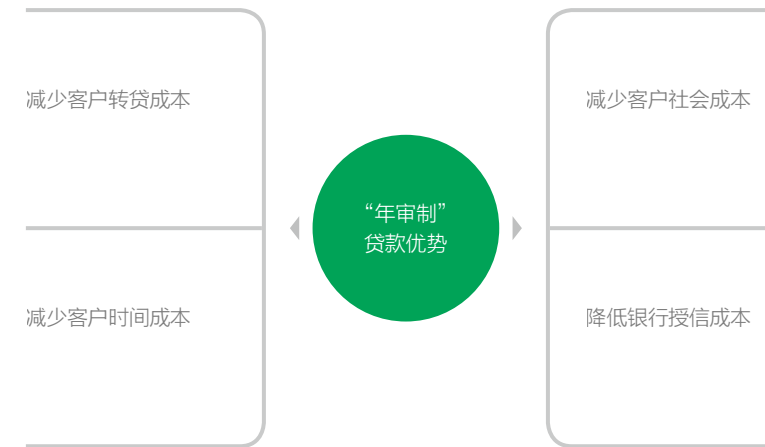 减少客户转贷成本
减少客户社会成本
“年审制”
贷款优势
减少客户时间成本
降低银行授信成本